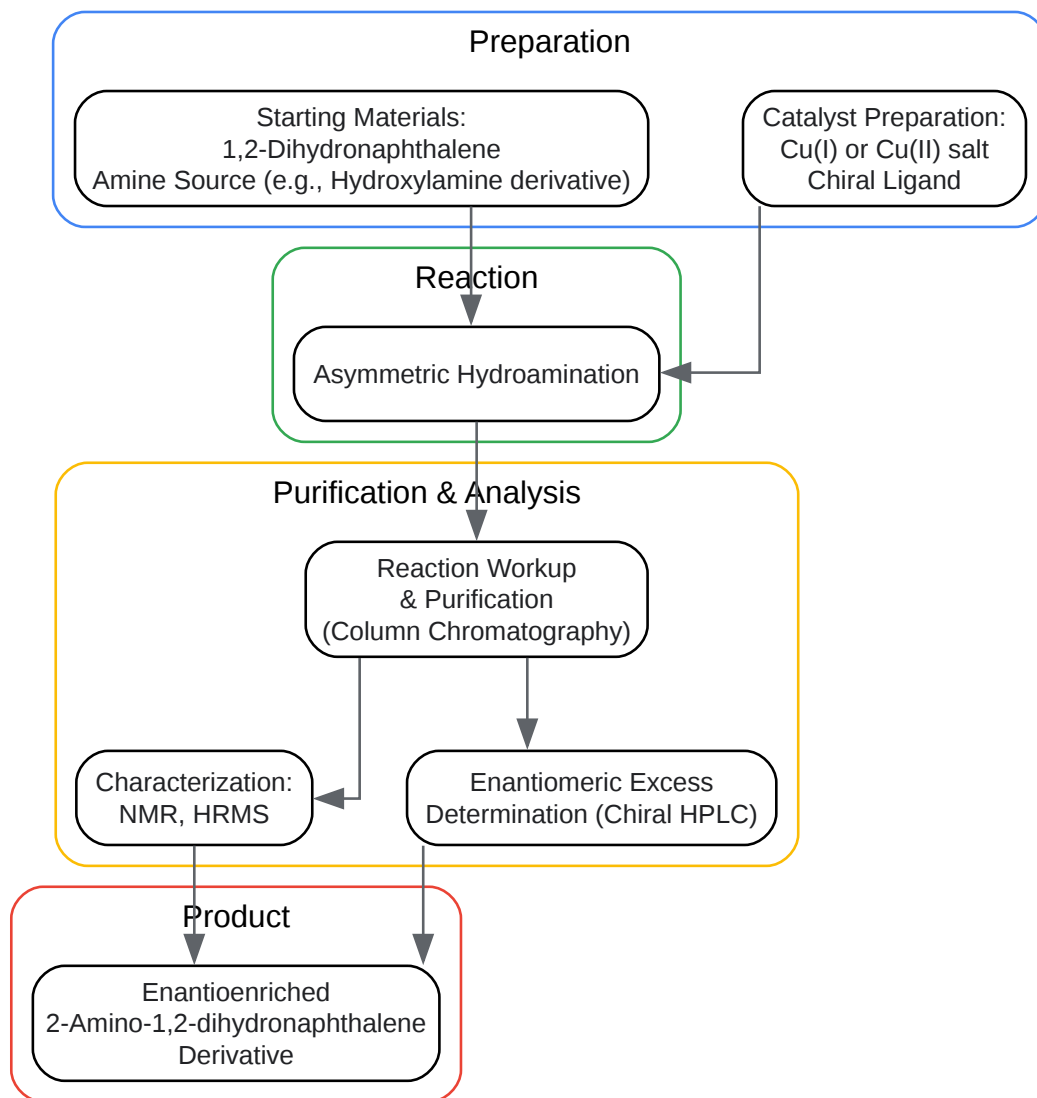 Preparation
Starting Materials:
1,2-Dihydronaphthalene
Amine Source (e.g., Hydroxylamine derivative)
Catalyst Preparation:
Cu(I) or Cu(II) salt
Chiral Ligand
Reaction
Asymmetric Hydroamination
Purification & Analysis
Reaction Workup
& Purification
(Column Chromatography)
Characterization:
NMR, HRMS
Enantiomeric Excess
Determination (Chiral HPLC)
Product
Enantioenriched
2-Amino-1,2-dihydronaphthalene
Derivative